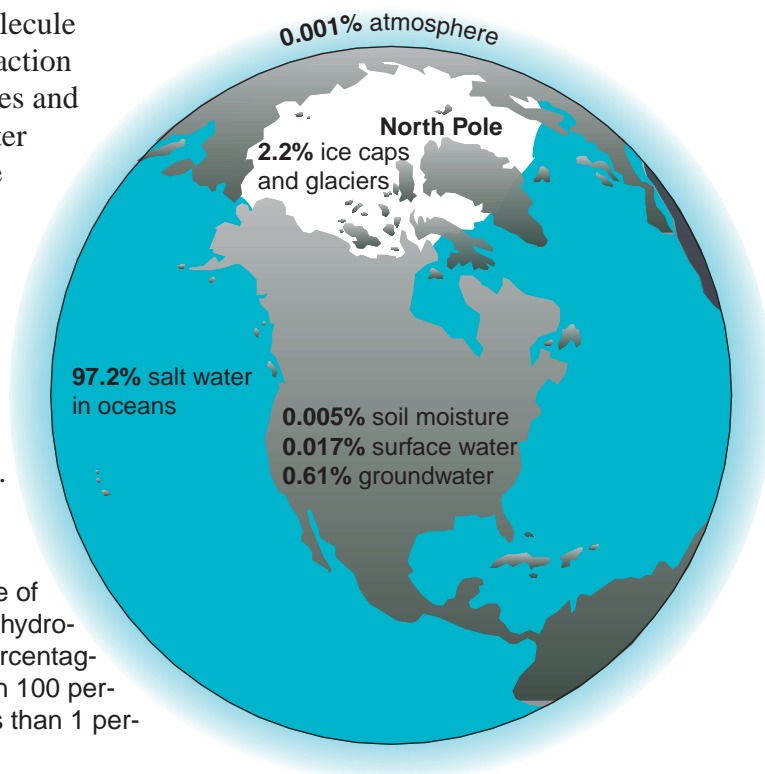 lecule
action
es and
ter
e
.
e of
hydro-
ercentag-
n 100 per-
s than 1 per-
0.001% atmosphere
North Pole
2.2% ice caps
and glaciers
97.2% salt water
in oceans
0.005% soil moisture
0.017% surface water
0.61% groundwater